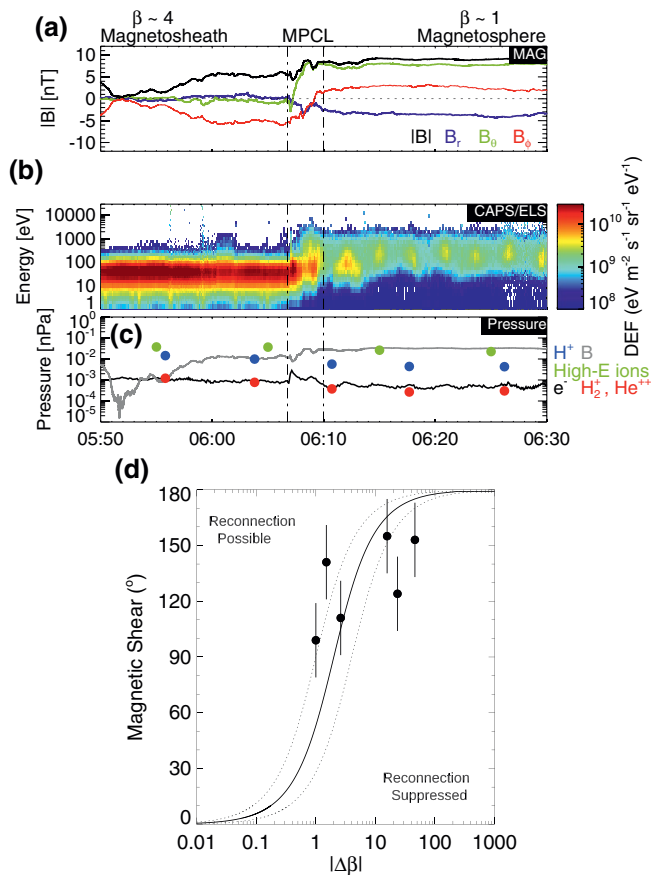 (a)
β ~ 4
Magnetosheath
MPCL
β ~ 1
Magnetosphere
MAG
|B| [nT]
10
5
0
-5
-10
|B| Br Bθ Bϕ
(b)
CAPS/ELS
Energy [eV]
10000
1000
100
10
1
10^10
10^9
10^8
DEF (eV m^-2 s^-1 sr^-1 eV^-1)
(c)
Pressure
Pressure [nPa]
10^0
10^-1
10^-2
10^-3
10^-4
10^-5
H+ B
High-E ions
e- H2+, He++
05:50 06:00 06:10 06:20 06:30
(d)
Magnetic Shear (°)
180
150
120
90
60
30
0
Reconnection
Possible
Reconnection
Suppressed
0.01 0.1 1 10 100 1000
|Δβ|